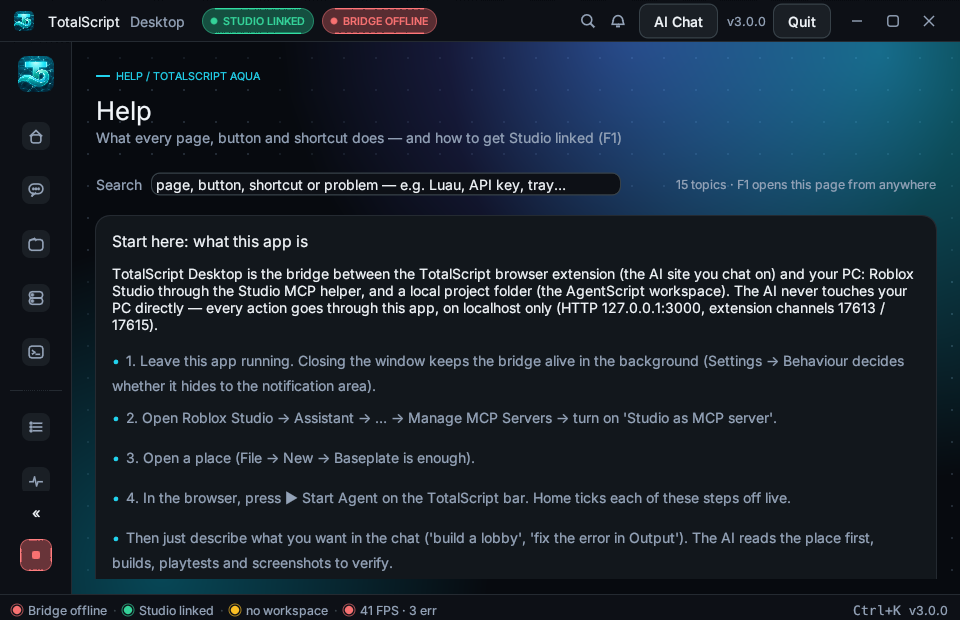 TotalScript Desktop STUDIO LINKED BRIDGE OFFLINE AI Chat v3.0.0 Quit
HELP / TOTALSCRIPT AQUA
Help
What every page, button and shortcut does — and how to get Studio linked (F1)
Search page, button, shortcut or problem — e.g. Luau, API key, tray... 15 topics · F1 opens this page from anywhere
Start here: what this app is
TotalScript Desktop is the bridge between the TotalScript browser extension (the AI site you chat on) and your PC: Roblox
Studio through the Studio MCP helper, and a local project folder (the AgentScript workspace). The AI never touches your
PC directly — every action goes through this app, on localhost only (HTTP 127.0.0.1:3000, extension channels 17613 /
17615).
• 1. Leave this app running. Closing the window keeps the bridge alive in the background (Settings → Behaviour decides
whether it hides to the notification area).
• 2. Open Roblox Studio → Assistant → ... → Manage MCP Servers → turn on 'Studio as MCP server'.
• 3. Open a place (File → New → Baseplate is enough).
• 4. In the browser, press ▶ Start Agent on the TotalScript bar. Home ticks each of these steps off live.
• Then just describe what you want in the chat ('build a lobby', 'fix the error in Output'). The AI reads the place first,
builds, playtests and screenshots to verify.
Bridge offline · Studio linked · no workspace · 41 FPS · 3 err Ctrl+K v3.0.0